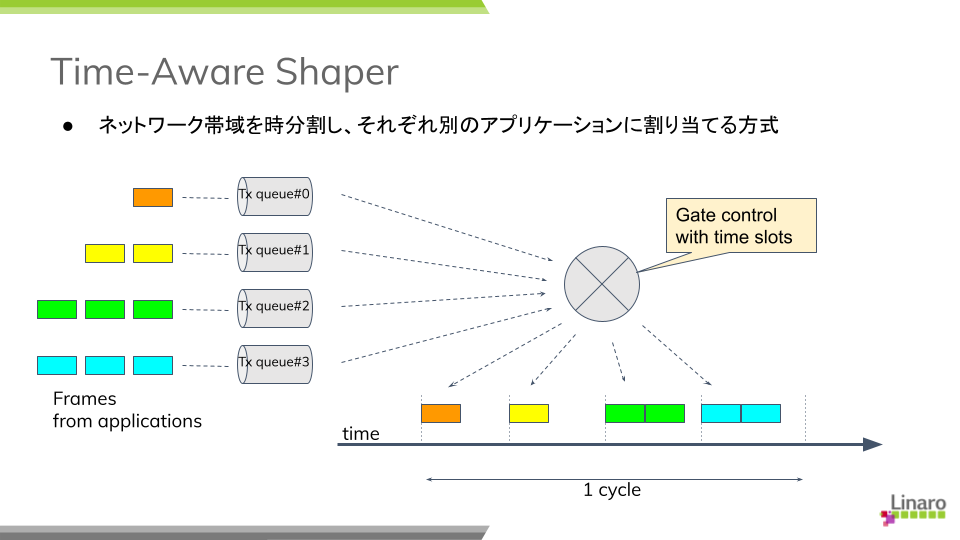 Time-Aware Shaper
● ネットワーク帯域を時分割し、それぞれ別のアプリケーションに割り当てる方式
Tx queue#0
Tx queue#1
Tx queue#2
Tx queue#3
Gate control
with time slots
Frames
from applications
time
1 cycle
Linaro